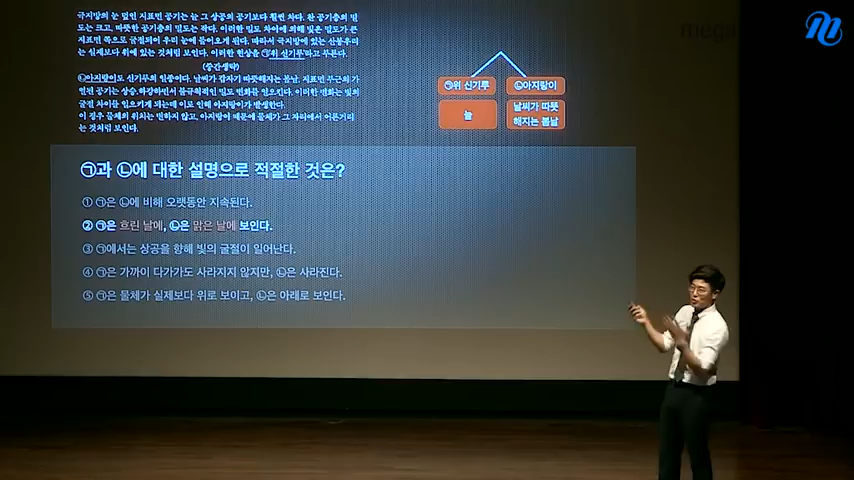 극지방의 눈 덮인 지표면 공기는 늘 그 상공의 공기보다 훨씬 차다. 찬 공기층의 밀
도는 크고, 따뜻한 공기층의 밀도는 작다. 이러한 밀도 차이에 의해 빛은 밀도가 큰
지표면 쪽으로 굴절되어 우리 눈에 들어오게 된다. 따라서 극지방에 있는 산봉우리
는 실제보다 위에 있는 것처럼 보인다. 이러한 현상을 ㉠'위 신기루'라고 부른다.
(중간생략)
㉡아지랑이도 신기루의 일종이다. 날씨가 갑자기 따뜻해지는 봄날, 지표면 부근의 가
열된 공기는 상승·하강하면서 불규칙적인 밀도 변화를 일으킨다. 이러한 변화는 빛의
굴절 차이를 일으키게 되는데 이로 인해 아지랑이가 발생한다.
이 경우 물체의 위치는 변하지 않고, 아지랑이 때문에 물체가 그 자리에서 어른거리
는 것처럼 보인다.
㉠위 신기루 ㉡아지랑이
늘 날씨가 따뜻
해지는 봄날
㉠과 ㉡에 대한 설명으로 적절한 것은?
① ㉠은 ㉡에 비해 오랫동안 지속된다.
② ㉠은 흐린 날에, ㉡은 맑은 날에 보인다.
③ ㉠에서는 상공을 향해 빛의 굴절이 일어난다.
④ ㉠은 가까이 다가가도 사라지지 않지만, ㉡은 사라진다.
⑤ ㉠은 물체가 실제보다 위로 보이고, ㉡은 아래로 보인다.
mega